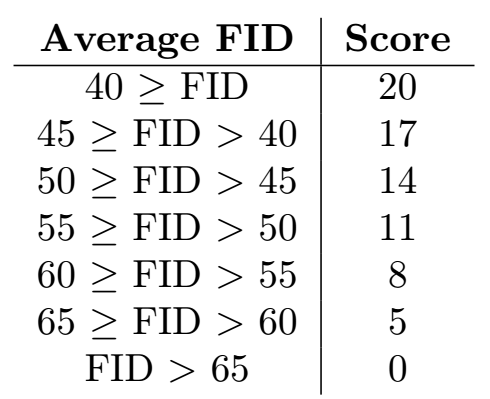 Average FID Score
40 ≥ FID 20
45 ≥ FID > 40 17
50 ≥ FID > 45 14
55 ≥ FID > 50 11
60 ≥ FID > 55 8
65 ≥ FID > 60 5
FID > 65 0